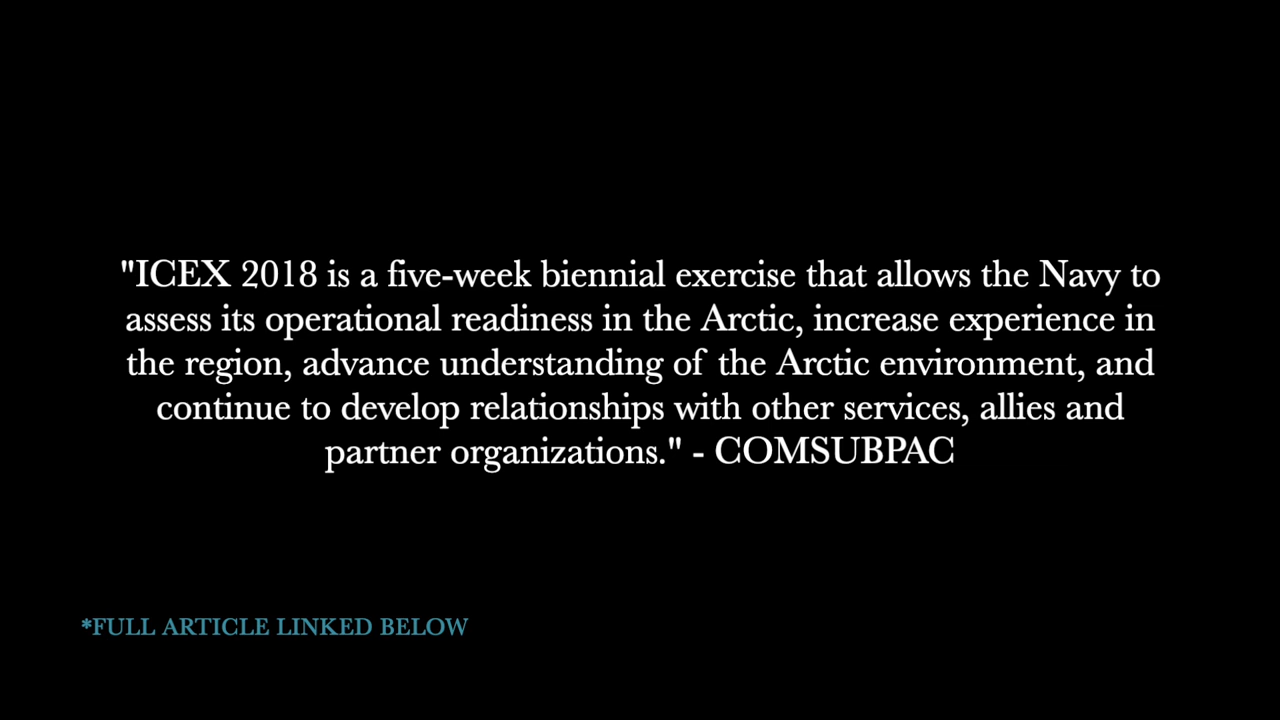 "ICEX 2018 is a five-week biennial exercise that allows the Navy to
assess its operational readiness in the Arctic, increase experience in
the region, advance understanding of the Arctic environment, and
continue to develop relationships with other services, allies and
partner organizations." - COMSUBPAC
*FULL ARTICLE LINKED BELOW